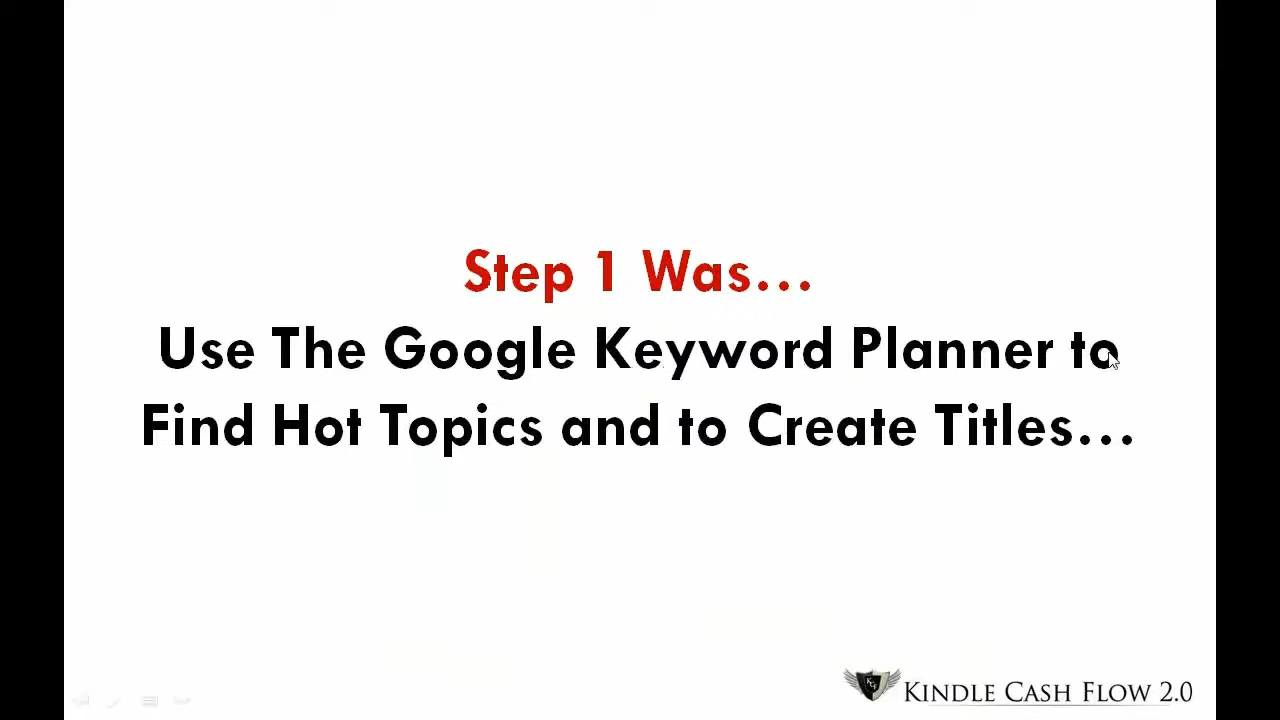 Step 1 Was...
Use The Google Keyword Planner to
Find Hot Topics and to Create Titles...
KINDLE CASH FLOW 2.0